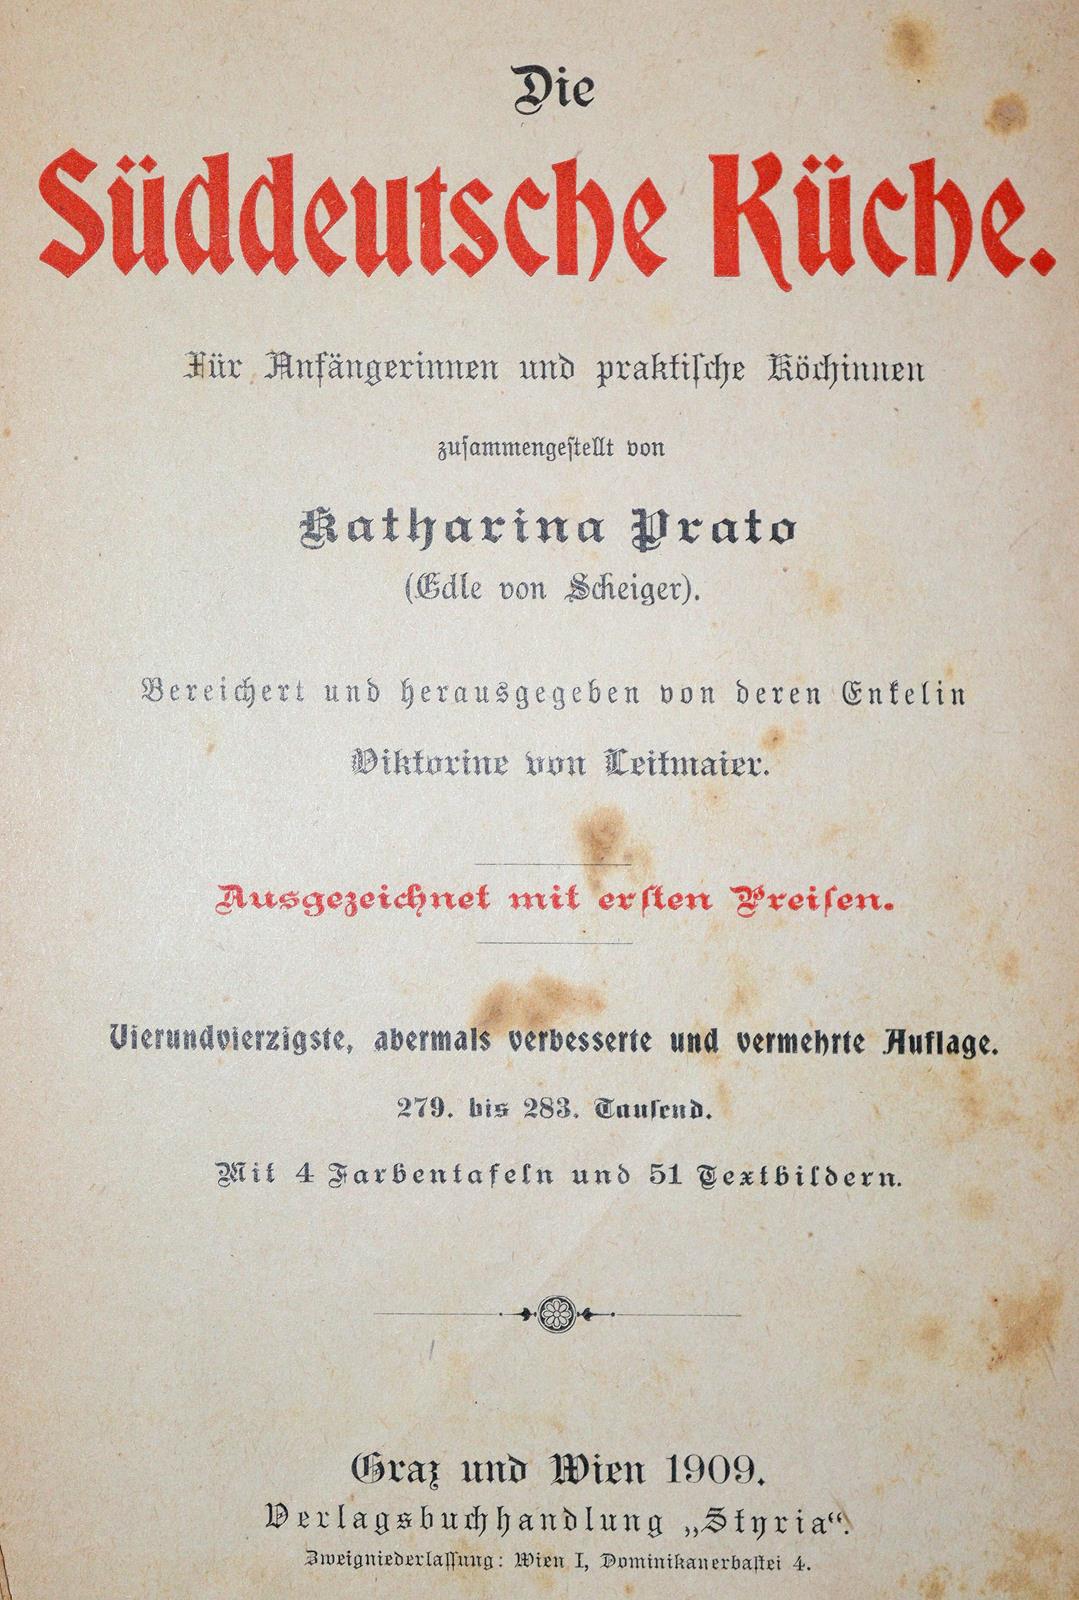 Die
Süddeutsche Küche.
Für Anfängerinnen und praktiſche Köchinnen
zuſammengeſtellt von
Katharina Prato
(Edle von Scheiger).
Bereichert und herausgegeben von deren Enkelin
Viktorine von Leitmaier.
Ausgezeichnet mit erſten Preiſen.
Vierundvierzigste, abermals verbesserte und vermehrte Auflage.
279. bis 283. Tauſend.
Mit 4 Farbentafeln und 51 Textbildern.
Graz und Wien 1909.
Verlagsbuchhandlung „Styria“.
Zweigniederlaſſung: Wien I, Dominikanerbaſtei 4.